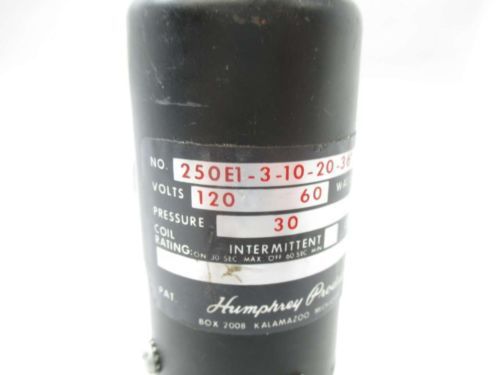 NO. 250E1-3-10-20-36
VOLTS 120 60
PRESSURE 30
COIL
RATING: INTERMITTENT
ON 30 SEC MAX OFF 60 SEC MIN
PAT.
Humphrey
BOX 2008 KALAMAZOO